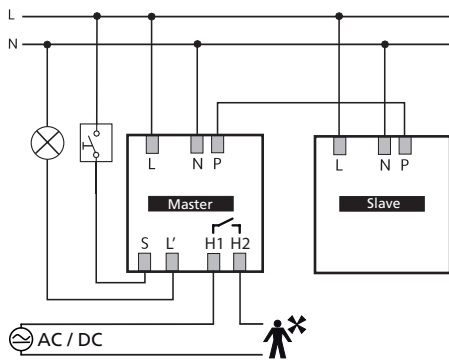 L
N
L N P
L N P
Master
Slave
S L' H1 H2
AC / DC